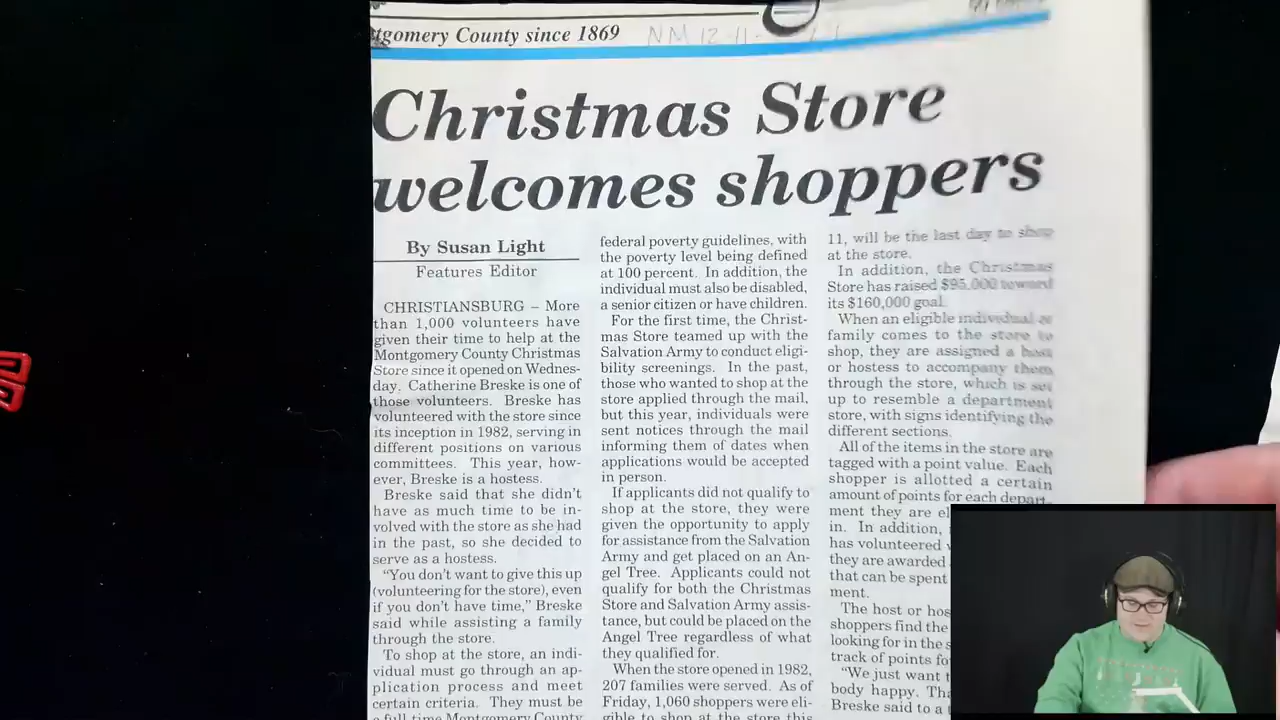 tgomery County since 1869
NM 12-11-
Christmas Store
welcomes shoppers
By Susan Light
Features Editor
CHRISTIANSBURG – More
than 1,000 volunteers have
given their time to help at the
Montgomery County Christmas
Store since it opened on Wednes-
day. Catherine Breske is one of
those volunteers. Breske has
volunteered with the store since
its inception in 1982, serving in
different positions on various
committees. This year, how-
ever, Breske is a hostess.
Breske said that she didn't
have as much time to be in-
volved with the store as she had
in the past, so she decided to
serve as a hostess.
"You don't want to give this up
(volunteering for the store), even
if you don't have time," Breske
said while assisting a family
through the store.
To shop at the store, an indi-
vidual must go through an ap-
plication process and meet
certain criteria. They must be
a full time Montgomery County
federal poverty guidelines, with
the poverty level being defined
at 100 percent. In addition, the
individual must also be disabled,
a senior citizen or have children.
For the first time, the Christ-
mas Store teamed up with the
Salvation Army to conduct eligi-
bility screenings. In the past,
those who wanted to shop at the
store applied through the mail,
but this year, individuals were
sent notices through the mail
informing them of dates when
applications would be accepted
in person.
If applicants did not qualify to
shop at the store, they were
given the opportunity to apply
for assistance from the Salvation
Army and get placed on an An-
gel Tree. Applicants could not
qualify for both the Christmas
Store and Salvation Army assis-
tance, but could be placed on the
Angel Tree regardless of what
they qualified for.
When the store opened in 1982,
207 families were served. As of
Friday, 1,060 shoppers were eli-
gible to shop at the store this
11, will be the last day to shop
at the store.
In addition, the Christmas
Store has raised $95,000 toward
its $160,000 goal.
When an eligible individual or
family comes to the store to
shop, they are assigned a host
or hostess to accompany them
through the store, which is set
up to resemble a department
store, with signs identifying the
different sections.
All of the items in the store are
tagged with a point value. Each
shopper is allotted a certain
amount of points for each depart-
ment they are el
in. In addition,
has volunteered
they are awarded
that can be spent
ment.
The host or hos
shoppers find the
looking for in the s
track of points fo
"We just want t
body happy. Tha
Breske said to a